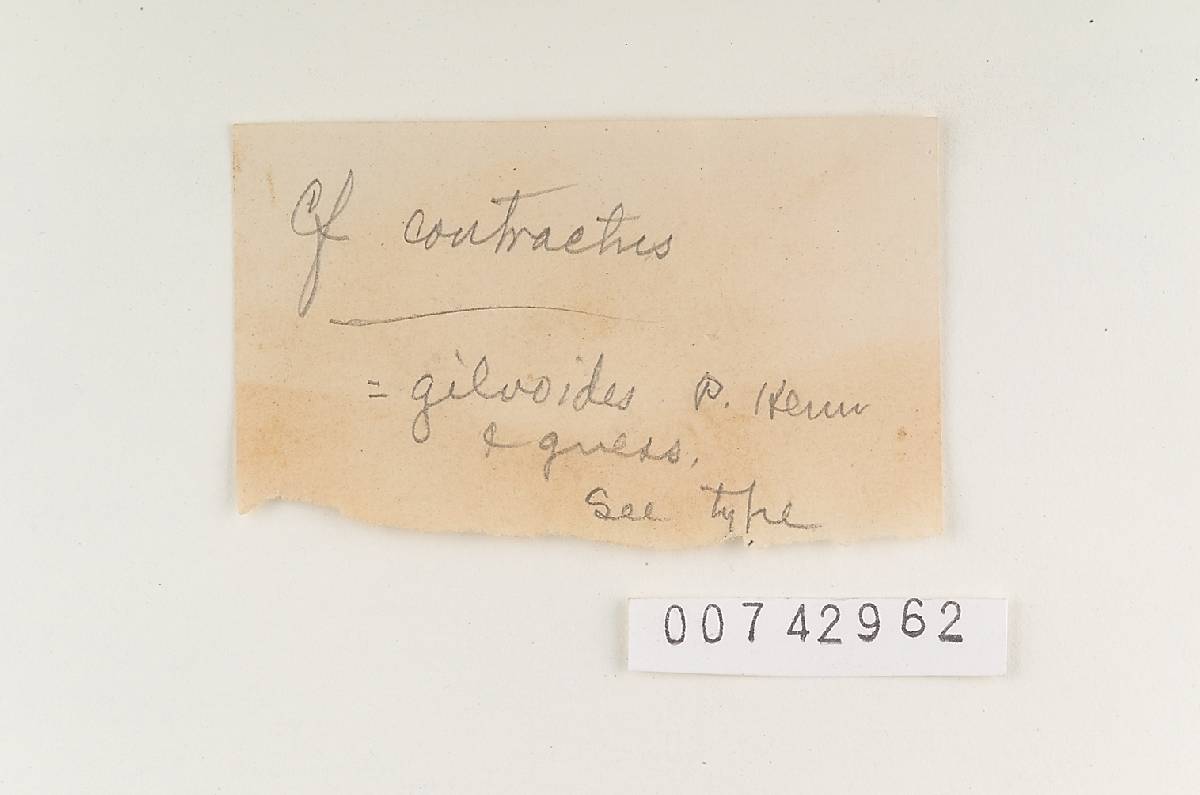 Cf contractus
= gilvoides P. Henn
I guess.
See type
00742962